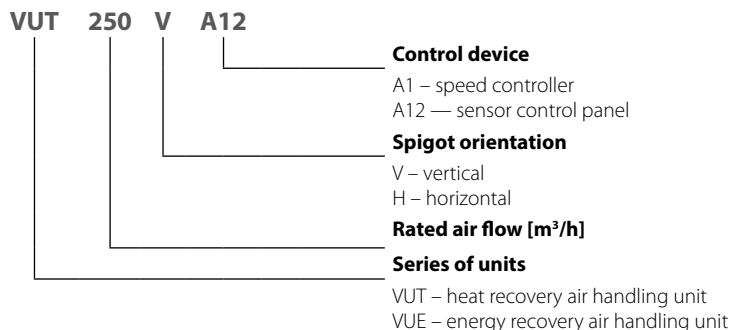 VUT 250 V A12
Control device
A1 – speed controller
A12 — sensor control panel
Spigot orientation
V – vertical
H – horizontal
Rated air flow [m³/h]
Series of units
VUT – heat recovery air handling unit
VUE – energy recovery air handling unit